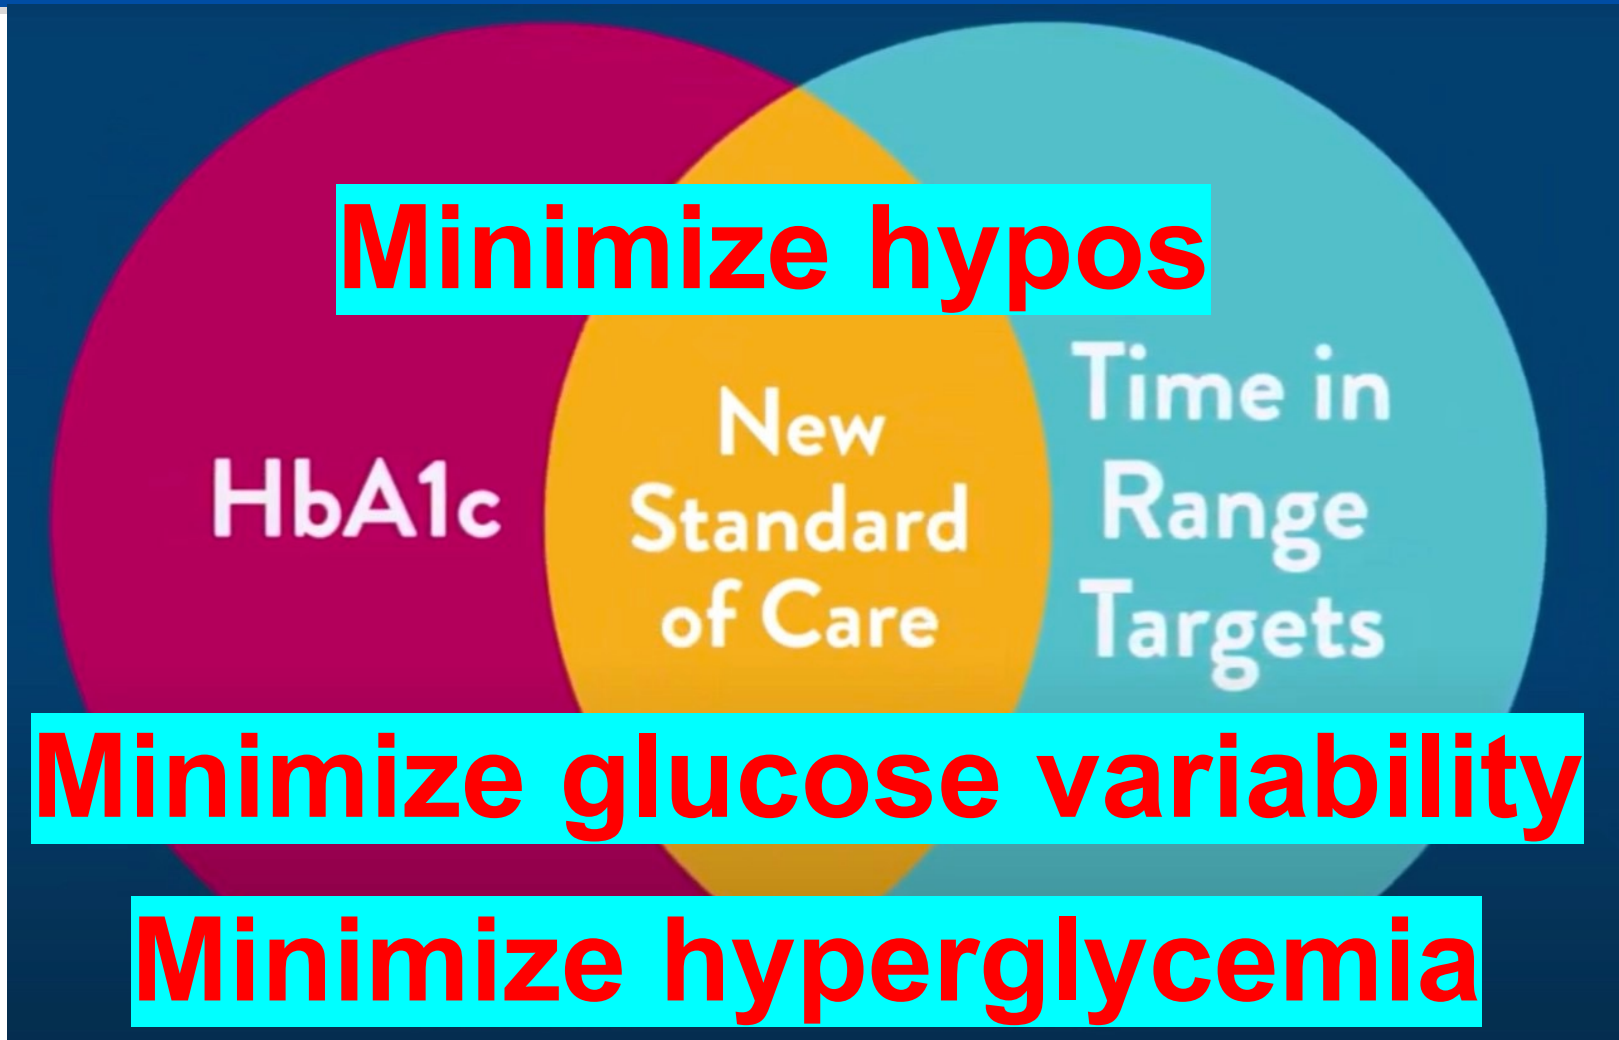 Minimize hypos
HbA1c
New
Standard
of Care
Time in
Range
Targets
Minimize glucose variability
Minimize hyperglycemia